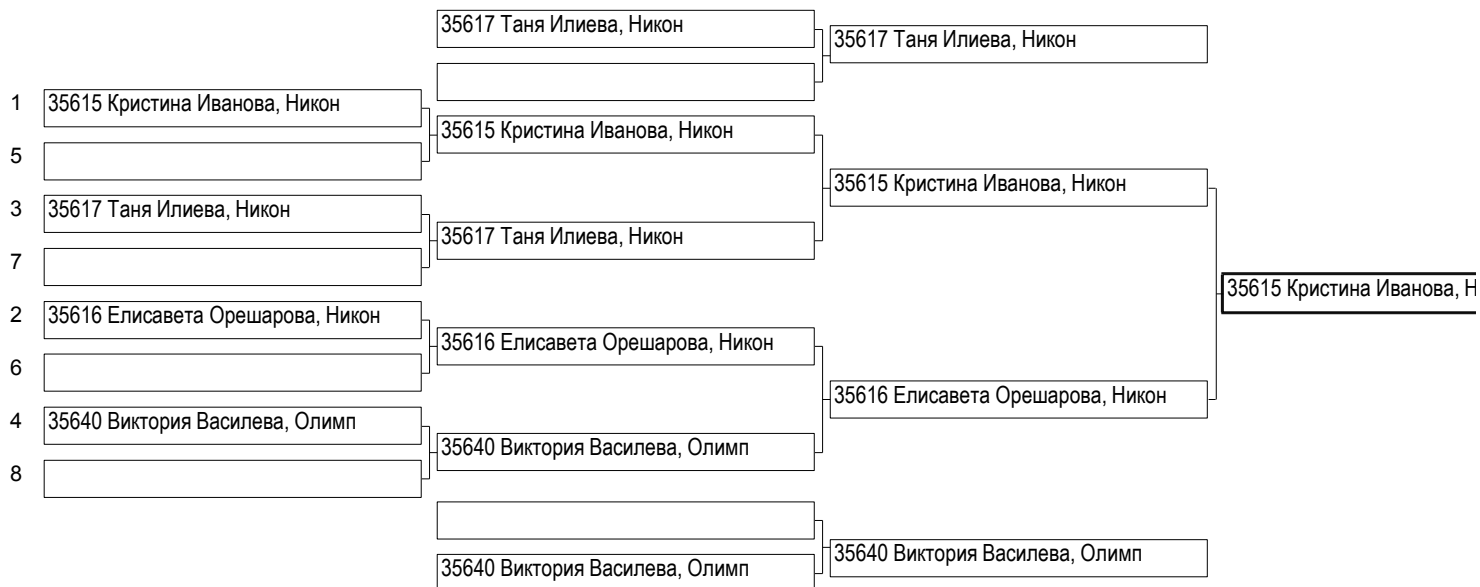 35617 Таня Илиева, Никон
35617 Таня Илиева, Никон
1 35615 Кристина Иванова, Никон
35615 Кристина Иванова, Никон
5
35615 Кристина Иванова, Никон
3 35617 Таня Илиева, Никон
35617 Таня Илиева, Никон
7
35615 Кристина Иванова, Н
2 35616 Елисавета Орешарова, Никон
35616 Елисавета Орешарова, Никон
6
35616 Елисавета Орешарова, Никон
4 35640 Виктория Василева, Олимп
35640 Виктория Василева, Олимп
8
35640 Виктория Василева, Олимп
35640 Виктория Василева, Олимп